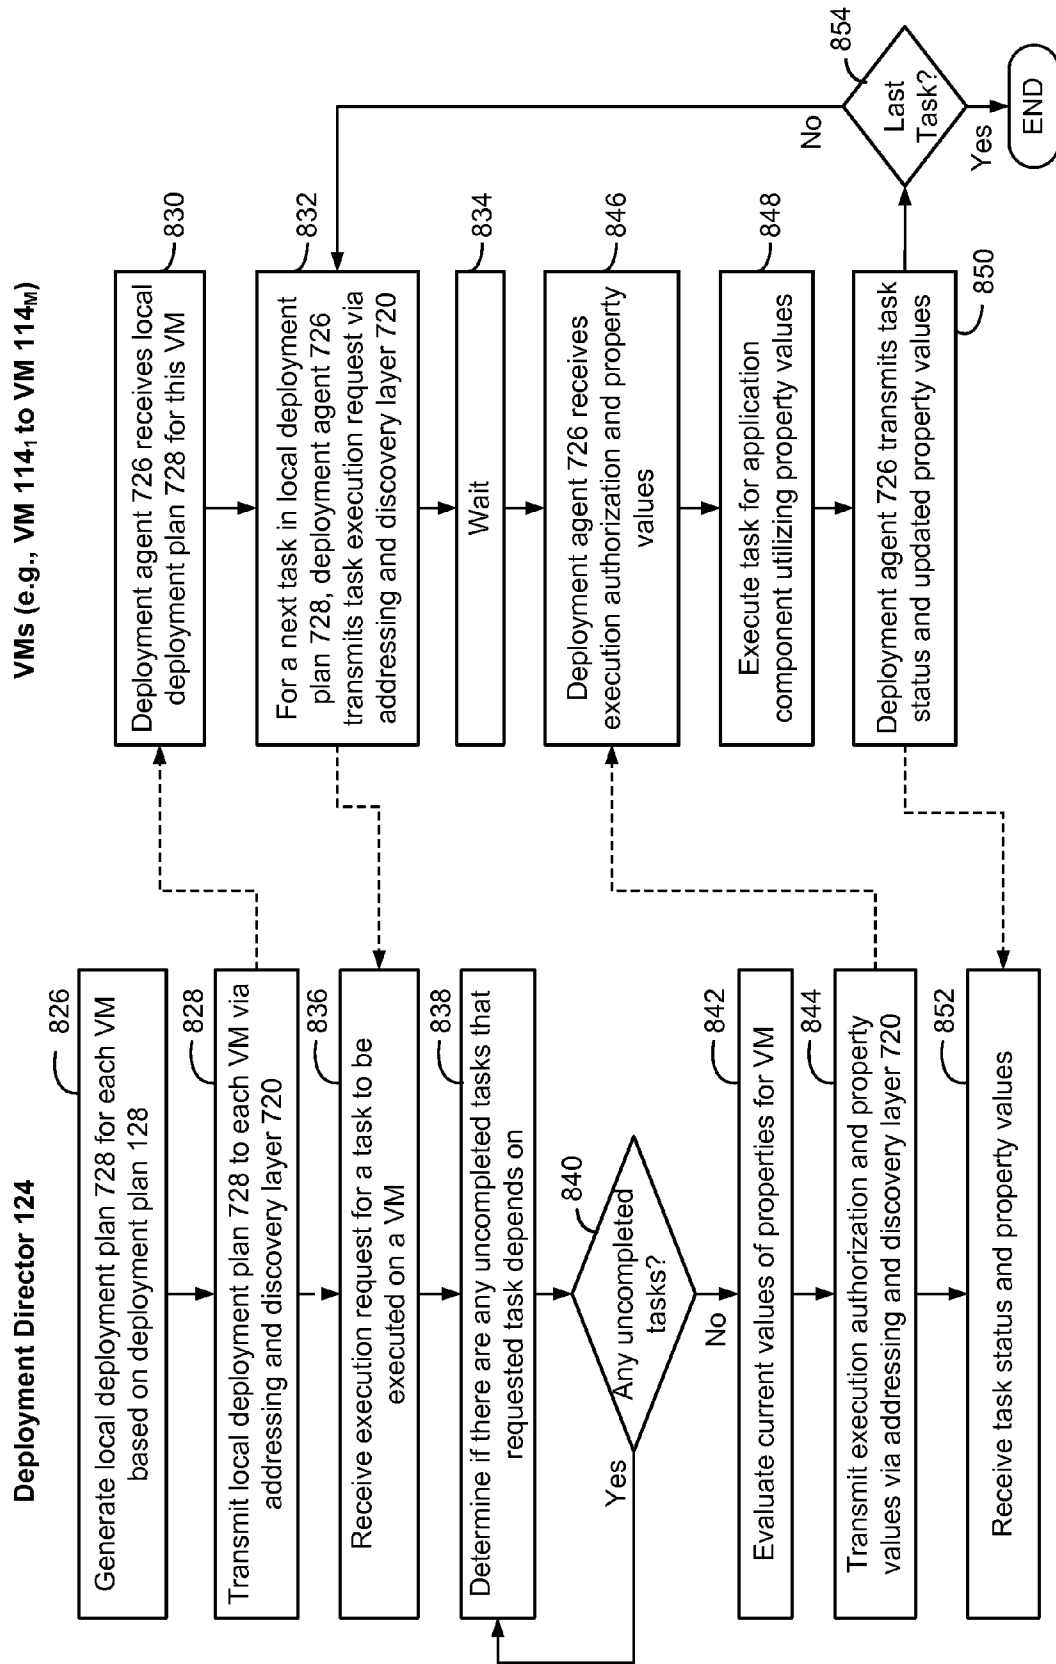 Deployment Director 124
826
Generate local deployment plan 728 for each VM
based on deployment plan 128
828
Transmit local deployment plan 728 to each VM via
addressing and discovery layer 720
836
Receive execution request for a task to be
executed on a VM
838
Determine if there are any uncompleted tasks that
requested task depends on
840
Any uncompleted
tasks?
Yes
No
842
Evaluate current values of properties for VM
844
Transmit execution authorization and property
values via addressing and discovery layer 720
852
Receive task status and property values
VMs (e.g., VM 114₁ to VM 114ₘ)
830
Deployment agent 726 receives local
deployment plan 728 for this VM
832
For a next task in local deployment
plan 728, deployment agent 726
transmits task execution request via
addressing and discovery layer 720
834
Wait
846
Deployment agent 726 receives
execution authorization and property
values
848
Execute task for application
component utilizing property values
Deployment agent 726 transmits task
status and updated property values
850
854
Last
Task?
No
Yes
END